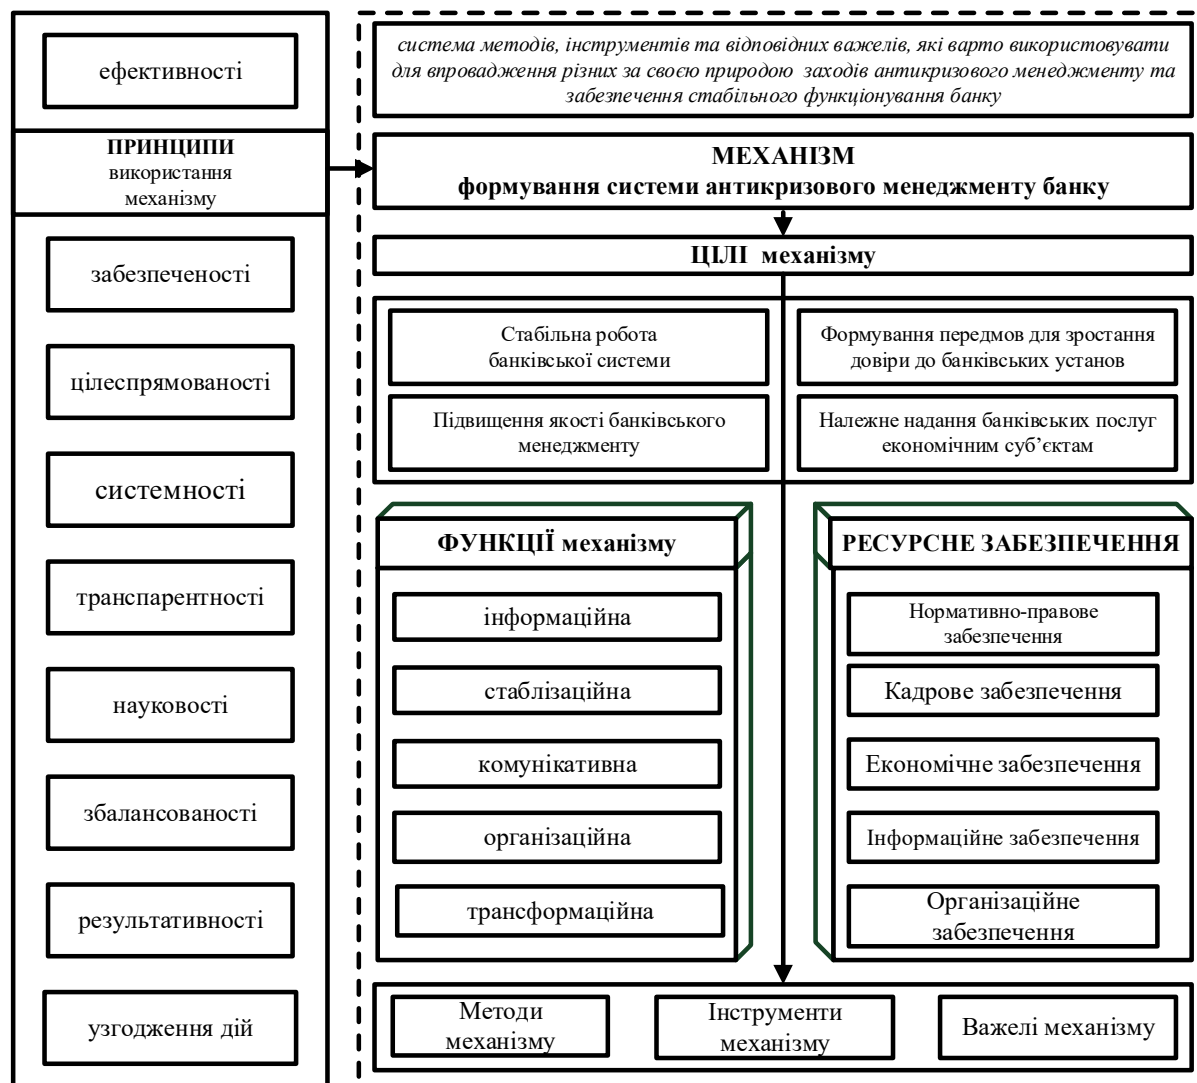 ефективності
ПРИНЦИПИ
використання
механізму
забезпеченості
цілеспрямованості
системності
транспарентності
науковості
збалансованості
результативності
узгодження дій
система методів, інструментів та відповідних важелів, які варто використовувати
для впровадження різних за своєю природою заходів антикризового менеджменту та
забезпечення стабільного функціонування банку
МЕХАНІЗМ
формування системи антикризового менеджменту банку
ЦІЛІ механізму
Стабільна робота
банківської системи
Формування передмов для зростання
довіри до банківських установ
Підвищення якості банківського
менеджменту
Належне надання банківських послуг
економічним суб’єктам
ФУНКЦІЇ механізму
інформаційна
стаблізаційна
комунікативна
організаційна
трансформаційна
РЕСУРСНЕ ЗАБЕЗПЕЧЕННЯ
Нормативно-правове
забезпечення
Кадрове забезпечення
Економічне забезпечення
Інформаційне забезпечення
Організаційне
забезпечення
Методи
механізму
Інструменти
механізму
Важелі механізму